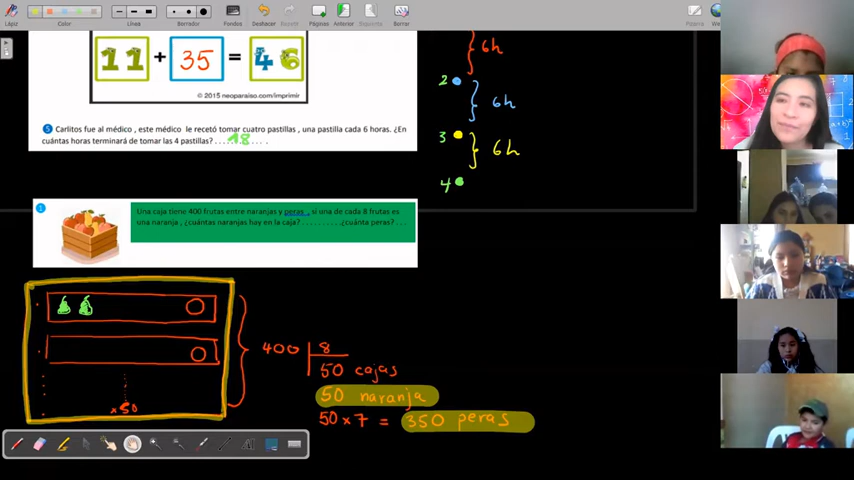 Lápiz
Línea
Borrador
Fondos
Deshacer
Rehacer
Páginas
Insertar
Borrar
Imprimir
11 + 35 = 46
© 2015 neoparaiso.com/imprimir
5 Carlitos fue al médico , este médico le recetó tomar cuatro pastillas , una pastilla cada 6 horas. ¿En
cuántas horas terminará de tomar las 4 pastillas? 18
6h
2 6h
3 6h
4
1 Una caja tiene 400 frutas entre naranjas y peras , si una de cada 8 frutas es
una naranja , ¿cuántas naranjas hay en la caja? . . . . . . . . . ¿cuánta peras? . . .
x 50
400 8
50 cajas
50 naranja
50 x 7 = 350 peras